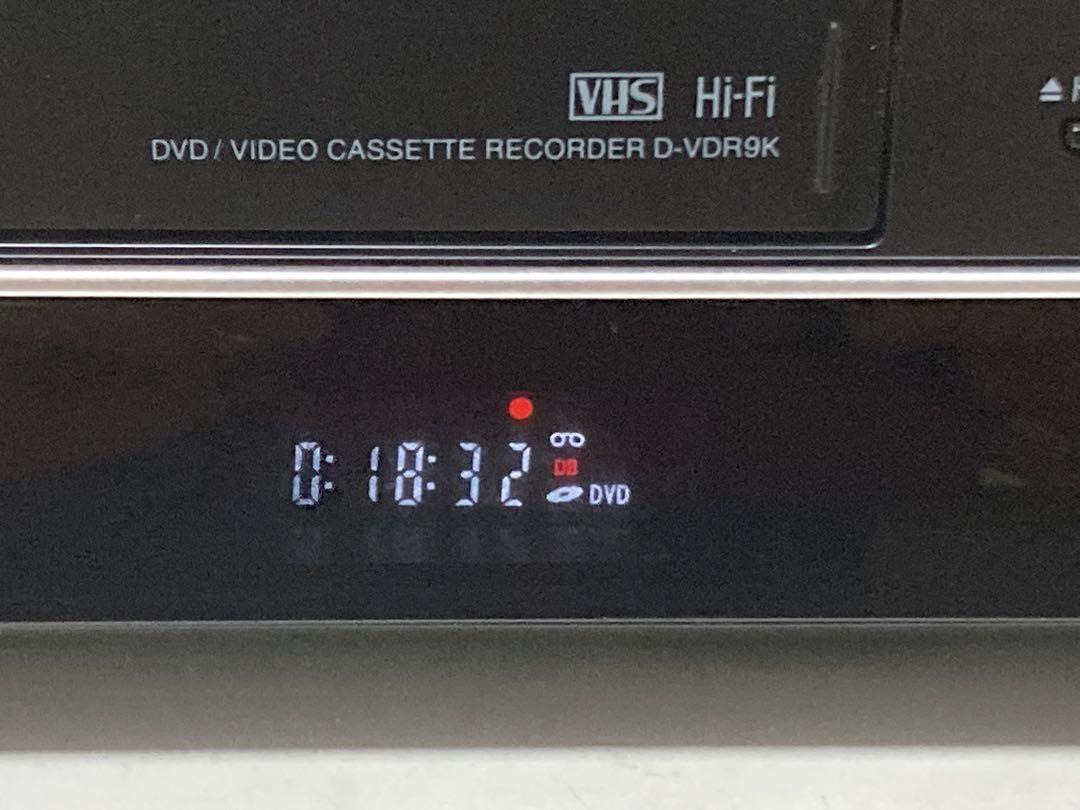 VHS Hi-Fi
DVD / VIDEO CASSETTE RECORDER D-VDR9K
0:18:32
DB
DVD